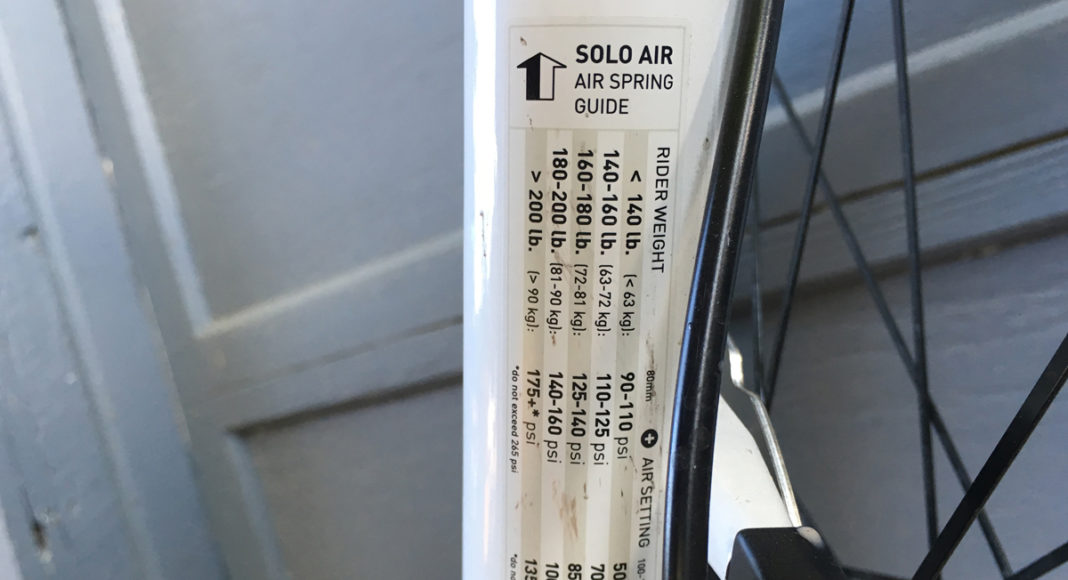 SOLO AIR
AIR SPRING
GUIDE
RIDER WEIGHT 80mm + AIR SETTING
< 140 lb. (< 63 kg): 90-110 psi
140-160 lb. (63-72 kg): 110-125 psi
160-180 lb. (72-81 kg): 125-140 psi
180-200 lb. (81-90 kg): 140-160 psi
> 200 lb. (> 90 kg): 175+* psi
*do not exceed 265 psi